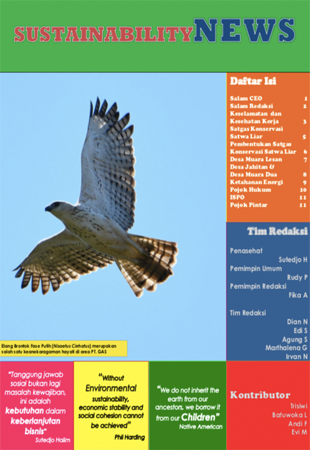 SUSTAINABILITY NEWS
Daftar Isi
Salam CEO 1
Salam Redaksi 2
Keselamatan dan
Kesehatan Kerja 3
Satgas Konservasi
Satwa Liar 5
Pembentukan Satgas
Konservasi Satwa Liar 6
Desa Muara Lesan 7
Desa Jabdan &
Desa Muara Dua 8
Ketahanan Energi 9
Pojok Hukum 10
ISPO 11
Pojok Pintar 12
Tim Redaksi
Penasehat
Sutedjo H
Pemimpin Umum
Rudy P
Pemimpin Redaksi
Fika A
Tim Redaksi
Dian N
Edi S
Agung S
Marthalena G
Irvan N
Elang Brontok Fase Putih (Nisaetus Cirrhatus) merupakan
salah satu keanekaragaman hayati di area PT. GAS
"Tanggung jawab
sosial bukan lagi
masalah kewajiban,
ini adalah
kebutuhan dalam
keberlanjutan
bisnis"
Sutedjo Halim
"Without
Environmental
sustainability,
economic stability and
social cohesion cannot
be achieved"
Phil Harding
"We do not inherit the
earth from our
ancestors, we borrow it
from our Children"
Native American
Kontributor
Trisiwi
Batuwoka L
Andi F
Evi M